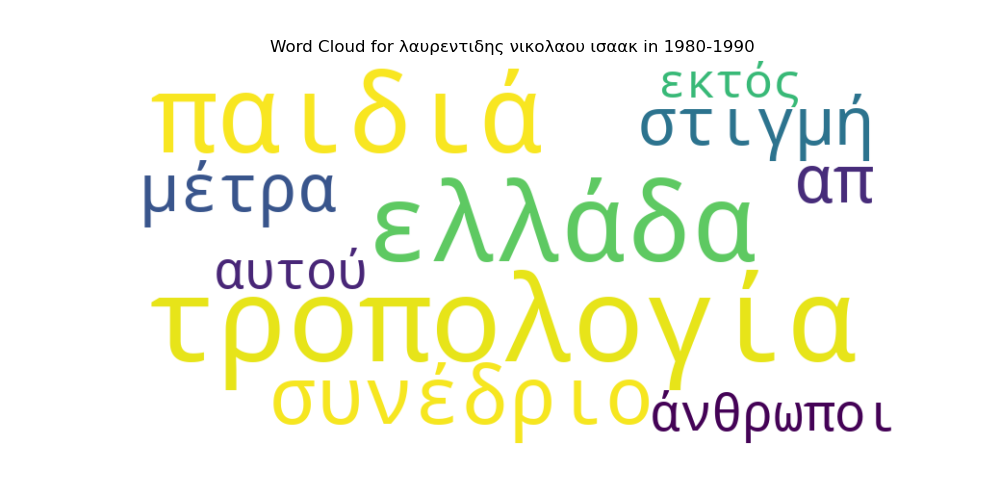 Word Cloud for λαυρεντιδης νικολαου ισαακ in 1980-1990
παιδιά
εκτός
στιγμή
μέτρα
απ
ελλάδα
αυτού
τροπολογία
συνέδριο
άνθρωποι